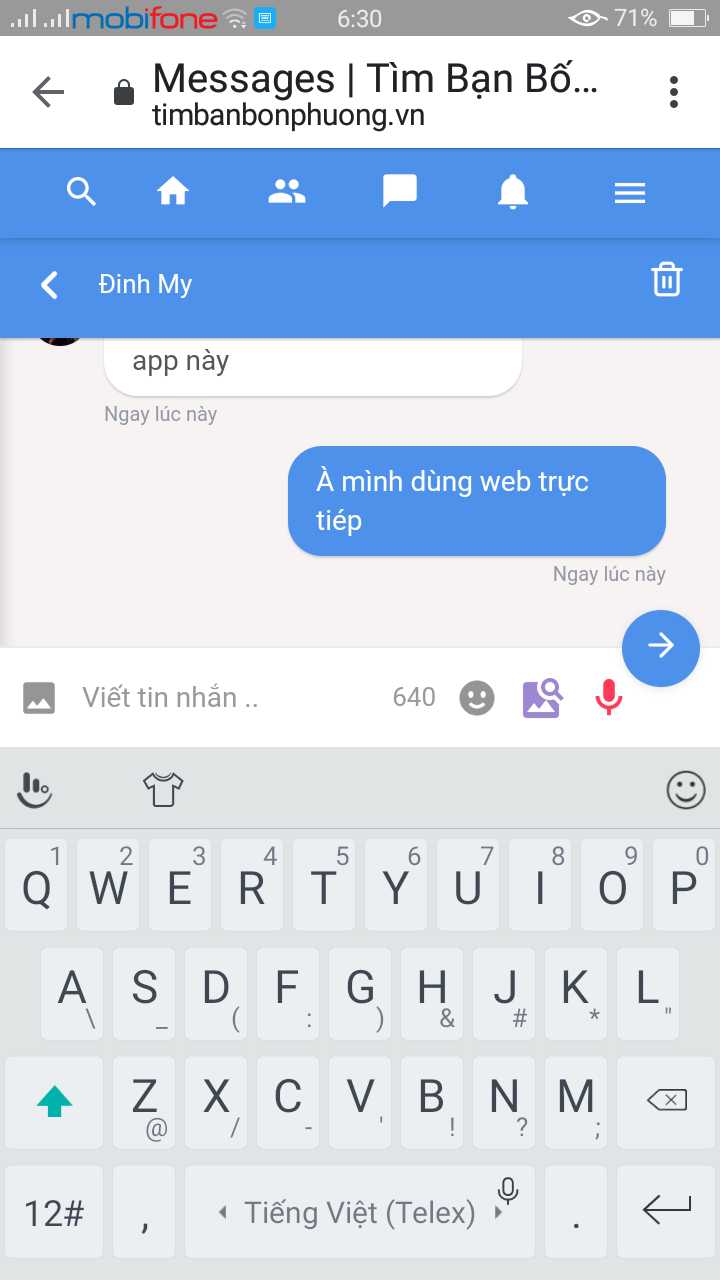 mobifone 6:30 71%
Messages | Tìm Bạn Bố...
timbanbonphuong.vn
Đinh My
app này
Ngay lúc này
À mình dùng web trực
tiép
Ngay lúc này
Viết tin nhắn .. 640
1 2 3 4 5 6 7 8 9 0
Q W E R T Y U I O P
A S D F G H J K L
\ _ ( : ) & # * "
Z X C V B N M
@ / - ' ! ? ;
12# , Tiếng Việt (Telex) .